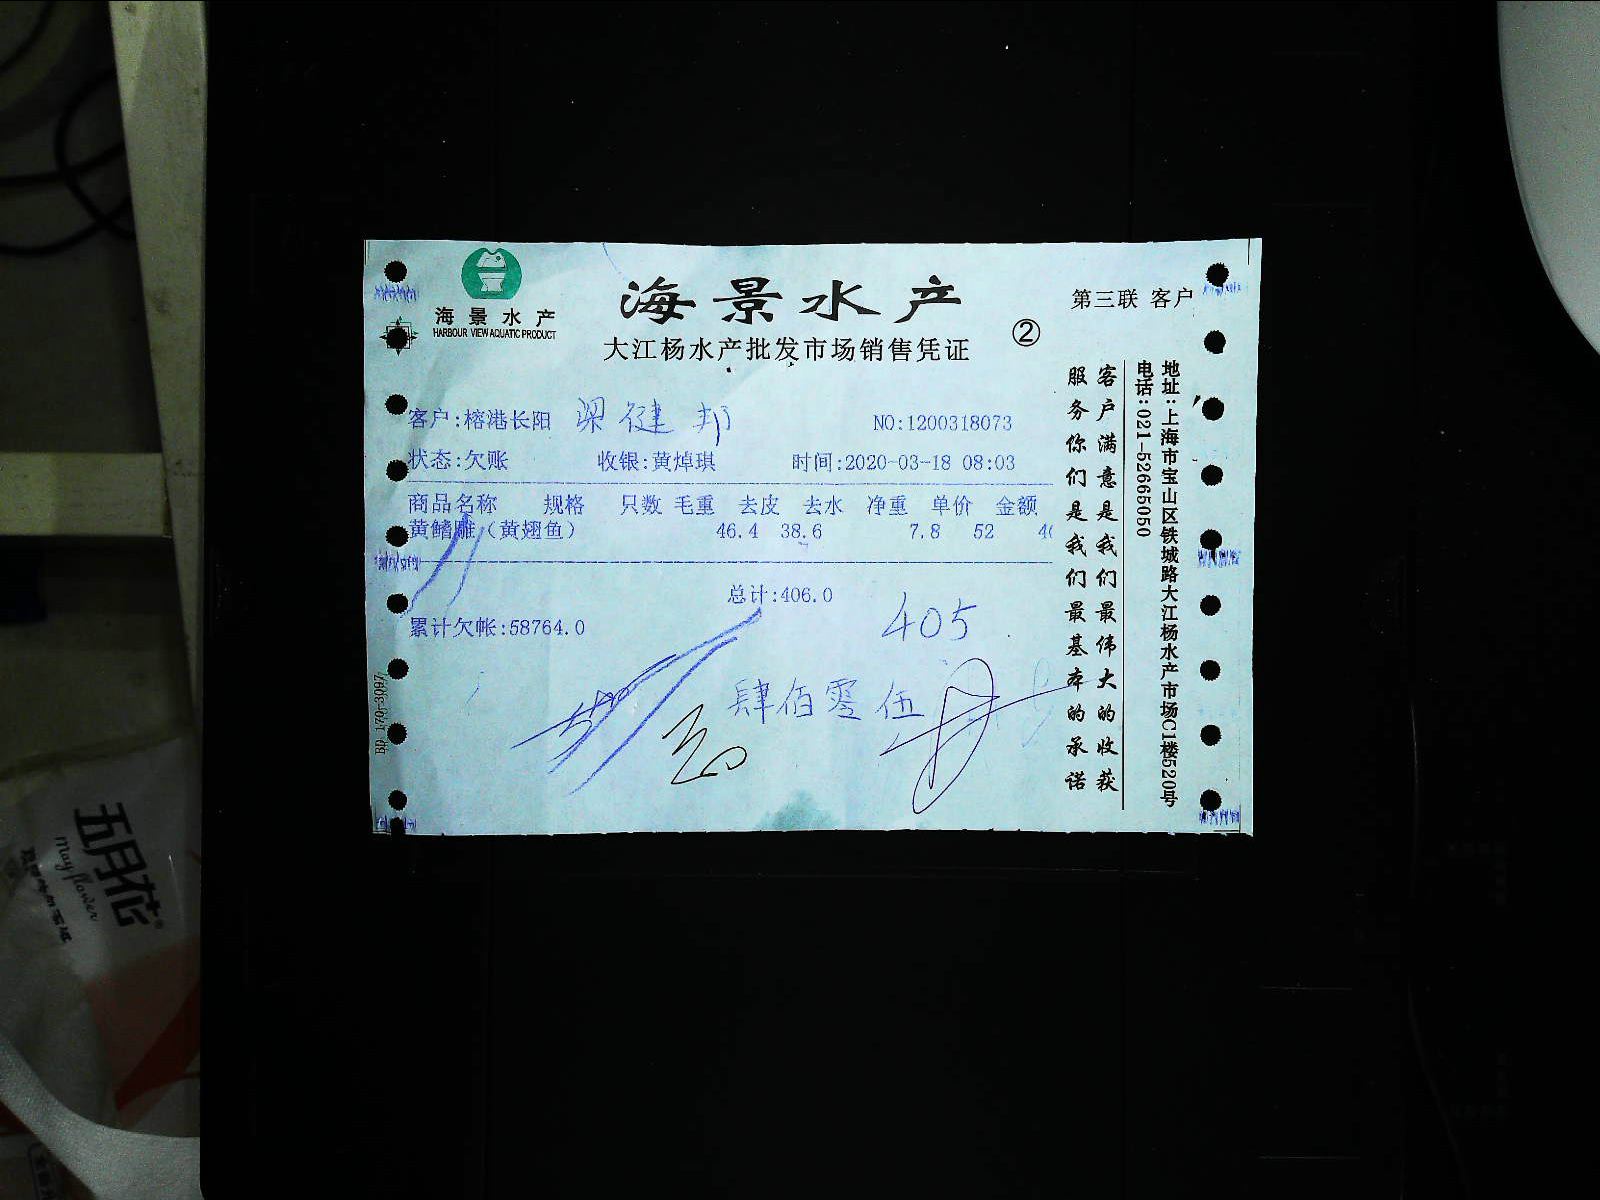 海景水产
HARBOUR VIEW AQUATIC PRODUCT
海景水产
大江杨水产批发市场销售凭证
②
第三联 客户
客户:榕港长阳 梁健邦
NO:1200318073
状态:欠账 收银:黄焯琪 时间:2020-03-18 08:03
商品名称 规格 只数 毛重 去皮 去水 净重 单价 金额
黄鳍雕（黄翅鱼） 46.4 38.6 7.8 52 40
总计:406.0
405
累计欠帐:58764.0
肆佰零伍
客户满意是我们最伟大的收获
服务你们是我们最基本的承诺
地址:上海市宝山区铁城路大江杨水产市场C1楼520号
电话:021-52665050
五月花
May flower